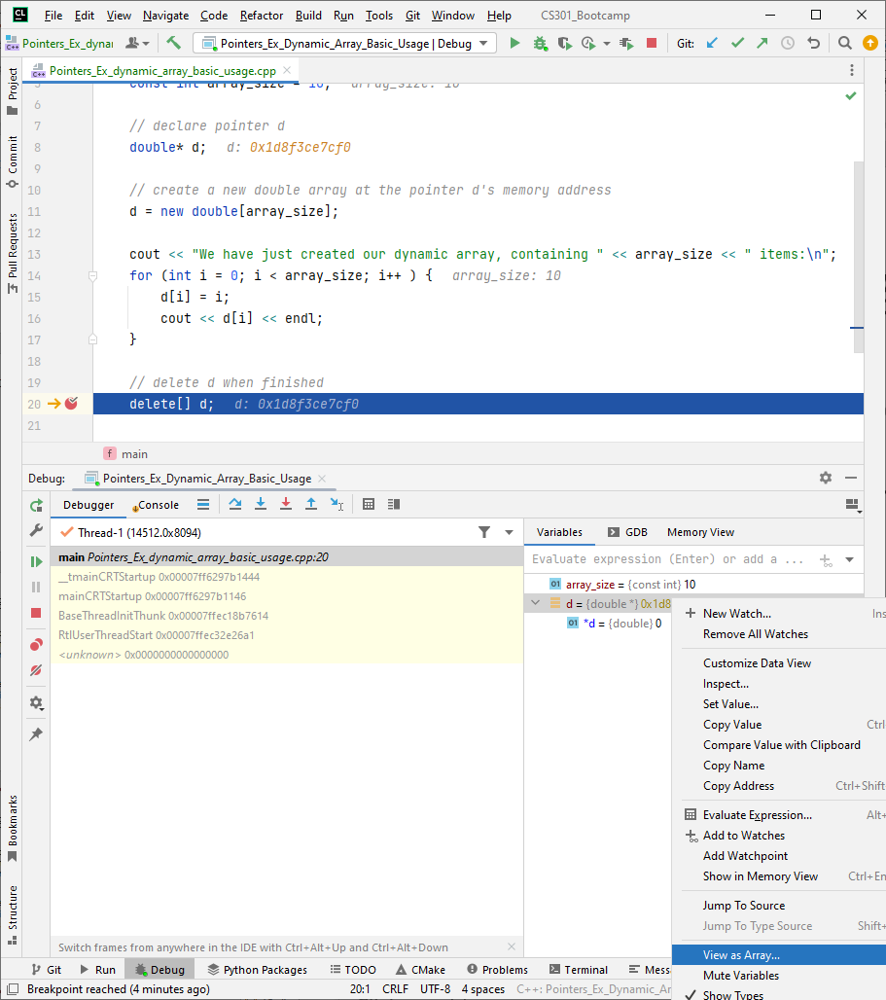 CL File Edit View Navigate Code Refactor Build Run Tools Git Window Help CS301_Bootcamp
Pointers_Ex_dynar Pointers_Ex_Dynamic_Array_Basic_Usage | Debug Git:
Pointers_Ex_dynamic_array_basic_usage.cpp
Project
Commit
Pull Requests
Bookmarks
Structure
const int array_size = 10; array_size: 10
6
7 // declare pointer d
8 double* d; d: 0x1d8f3ce7cf0
9
10 // create a new double array at the pointer d's memory address
11 d = new double[array_size];
12
13 cout << "We have just created our dynamic array, containing " << array_size << " items:\n";
14 for (int i = 0; i < array_size; i++ ) { array_size: 10
15 d[i] = i;
16 cout << d[i] << endl;
17 }
18
19 // delete d when finished
20 delete[] d; d: 0x1d8f3ce7cf0
21
f main
Debug: Pointers_Ex_Dynamic_Array_Basic_Usage
Debugger Console
Thread-1 (14512.0x8094)
main Pointers_Ex_dynamic_array_basic_usage.cpp:20
__tmainCRTStartup 0x00007ff6297b1444
mainCRTStartup 0x00007ff6297b1146
BaseThreadInitThunk 0x00007ffec18b7614
RtlUserThreadStart 0x00007ffec32e26a1
<unknown> 0x0000000000000000
Switch frames from anywhere in the IDE with Ctrl+Alt+Up and Ctrl+Alt+Down
Variables GDB Memory View
Evaluate expression (Enter) or add a ...
array_size = {const int} 10
d = {double *} 0x1d8
*d = {double} 0
New Watch... Ins
Remove All Watches
Customize Data View
Inspect...
Set Value...
Copy Value Ctrl
Compare Value with Clipboard
Copy Name
Copy Address Ctrl+Shift
Evaluate Expression... Alt+
Add to Watches
Add Watchpoint
Show in Memory View Ctrl+En
Jump To Source
Jump To Type Source Shift+
View as Array...
Mute Variables
Show Types
Git Run Debug Python Packages TODO CMake Problems Terminal Mess
Breakpoint reached (4 minutes ago) 20:1 CRLF UTF-8 4 spaces C++: Pointers_Ex_Dynamic_Ar